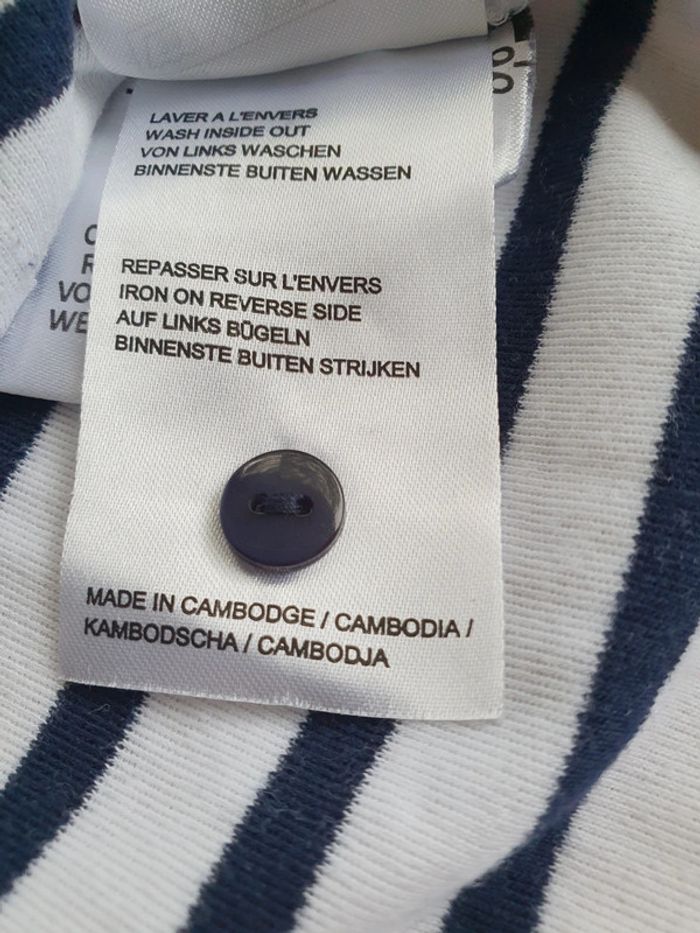 LAVER A L'ENVERS
WASH INSIDE OUT
VON LINKS WASCHEN
BINNENSTE BUITEN WASSEN
REPASSER SUR L'ENVERS
IRON ON REVERSE SIDE
AUF LINKS BÜGELN
BINNENSTE BUITEN STRIJKEN
MADE IN CAMBODGE / CAMBODIA /
KAMBODSCHA / CAMBODJA